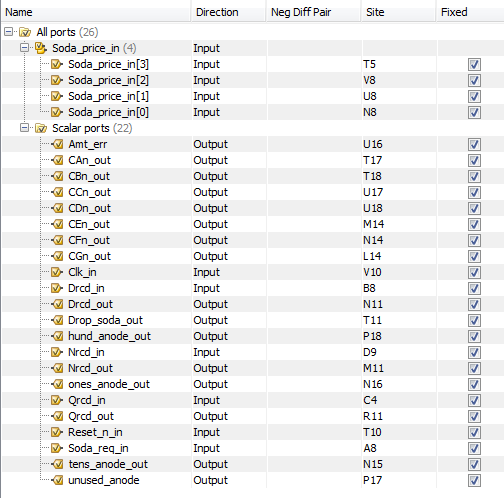 Name Direction Neg Diff Pair Site Fixed
All ports (26)
Soda_price_in (4) Input
Soda_price_in[3] Input T5
Soda_price_in[2] Input V8
Soda_price_in[1] Input U8
Soda_price_in[0] Input N8
Scalar ports (22)
Amt_err Output U16
CAn_out Output T17
CBn_out Output T18
CCn_out Output U17
CDn_out Output U18
CEn_out Output M14
CFn_out Output N14
CGn_out Output L14
Clk_in Input V10
Drcd_in Input B8
Drcd_out Output N11
Drop_soda_out Output T11
hund_anode_out Output P18
Nrcd_in Input D9
Nrcd_out Output M11
ones_anode_out Output N16
Qrcd_in Input C4
Qrcd_out Output R11
Reset_n_in Input T10
Soda_req_in Input A8
tens_anode_out Output N15
unused_anode Output P17